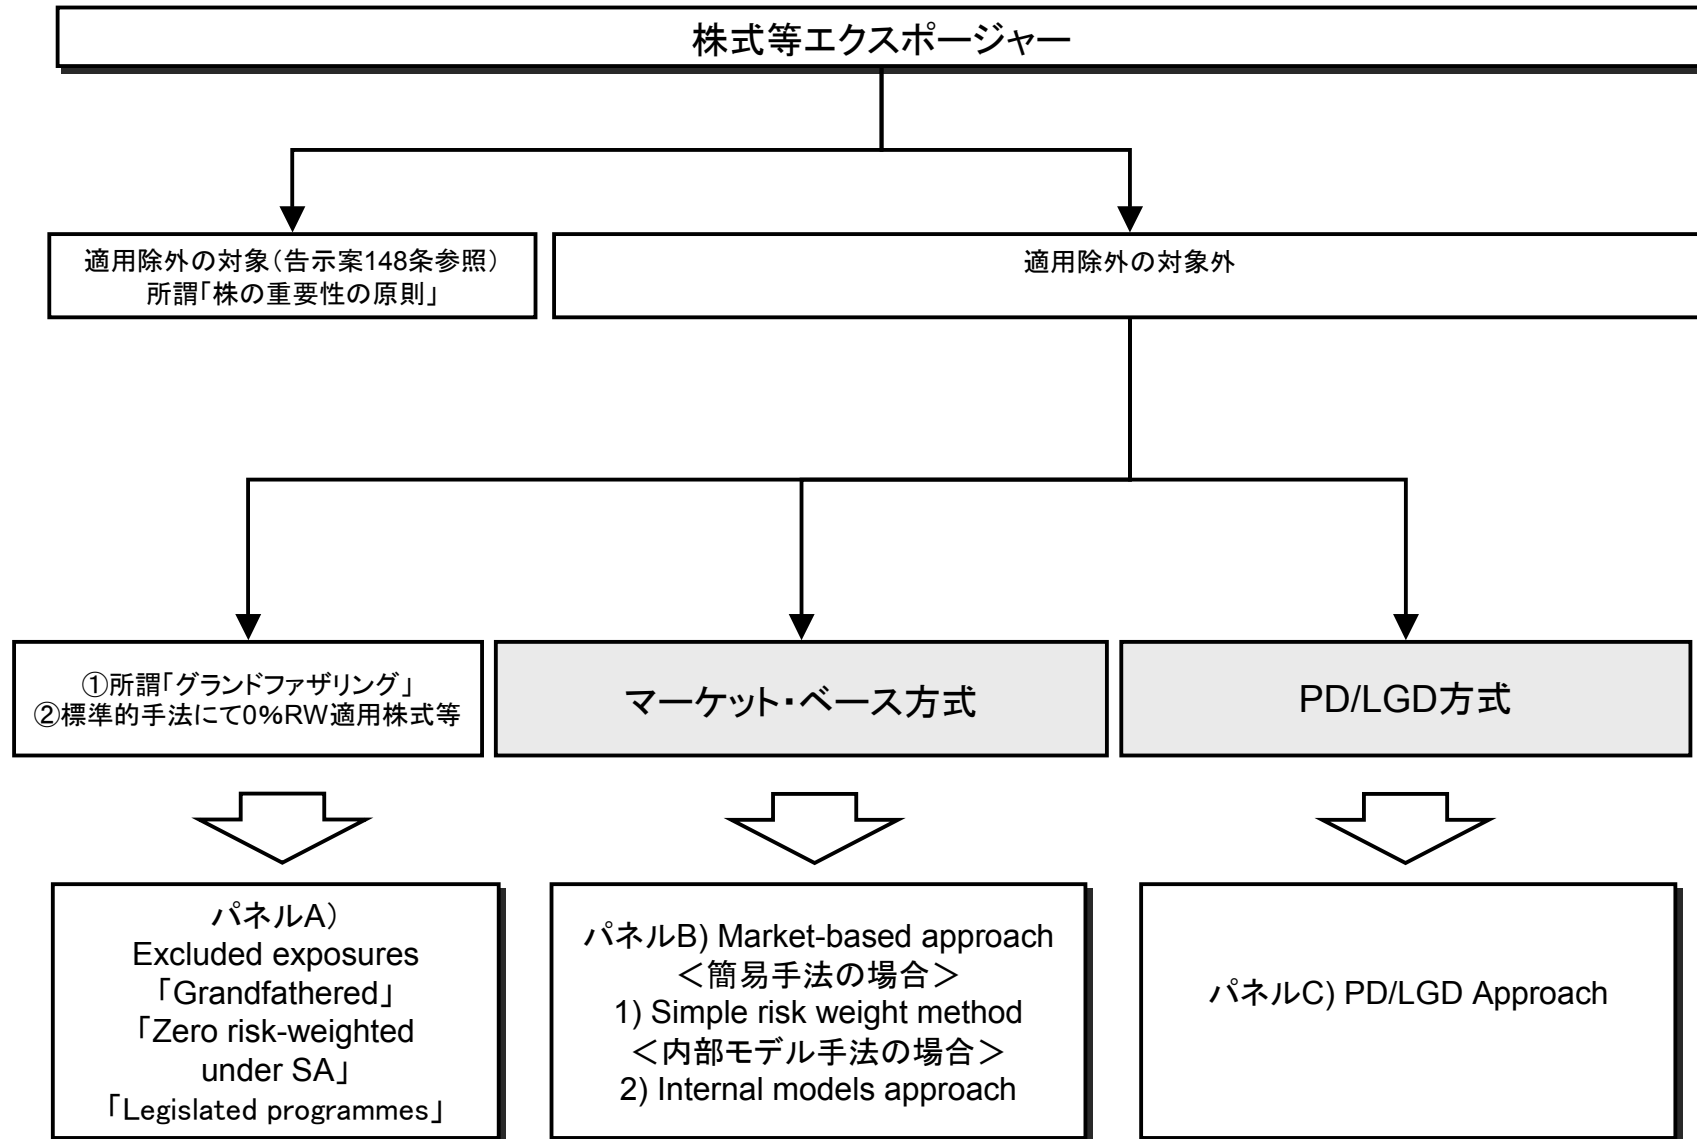 株式等エクスポージャー
適用除外の対象（告示案148条参照）
所謂「株の重要性の原則」
適用除外の対象外
①所謂「グランドファザリング」
②標準的手法にて0％RW適用株式等
マーケット・ベース方式
PD/LGD方式
パネルA）
Excluded exposures
「Grandfathered」
「Zero risk-weighted
under SA」
「Legislated programmes」
パネルB) Market-based approach
＜簡易手法の場合＞
1) Simple risk weight method
＜内部モデル手法の場合＞
2) Internal models approach
パネルC) PD/LGD Approach